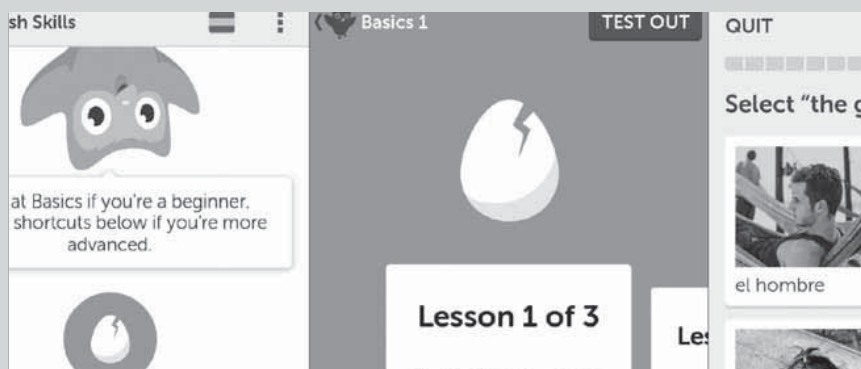 sh Skills
at Basics if you're a beginner,
shortcuts below if you're more
advanced.
Basics 1
TEST OUT
Lesson 1 of 3
Les
QUIT
Select “the g
el hombre